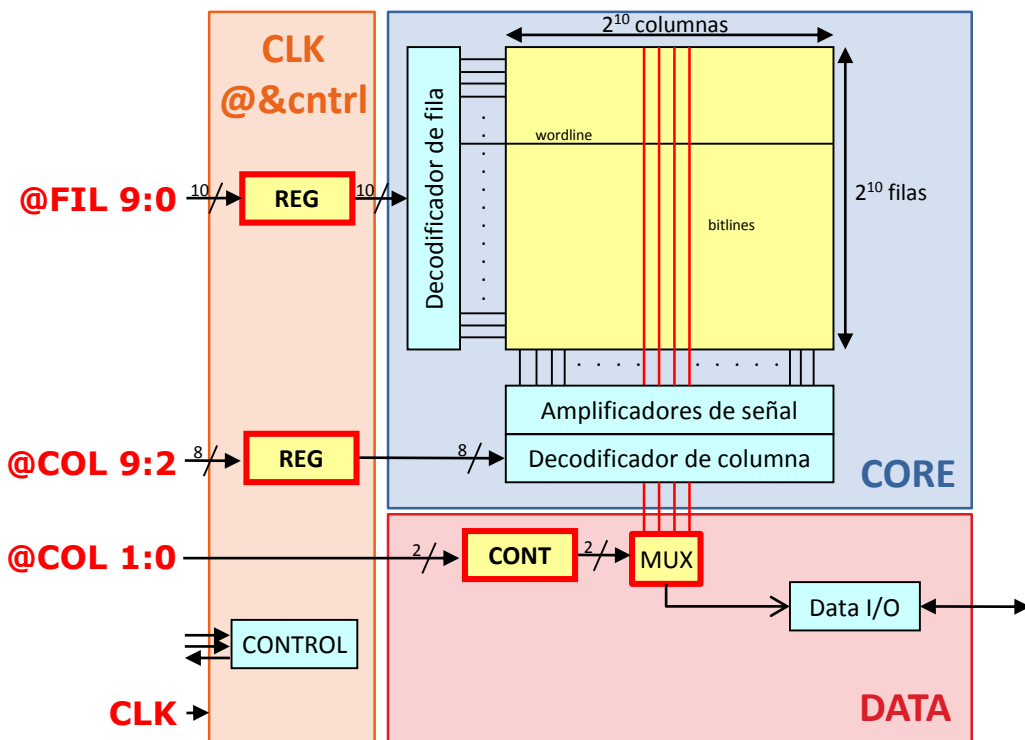 2¹⁰ columnas
CLK
@&cntrl
Decodificador de fila
wordline
@FIL 9:0
10
REG
10
2¹⁰ filas
bitlines
Amplificadores de señal
@COL 9:2
8
REG
8
Decodificador de columna
CORE
@COL 1:0
2
CONT
2
MUX
Data I/O
CONTROL
CLK
DATA